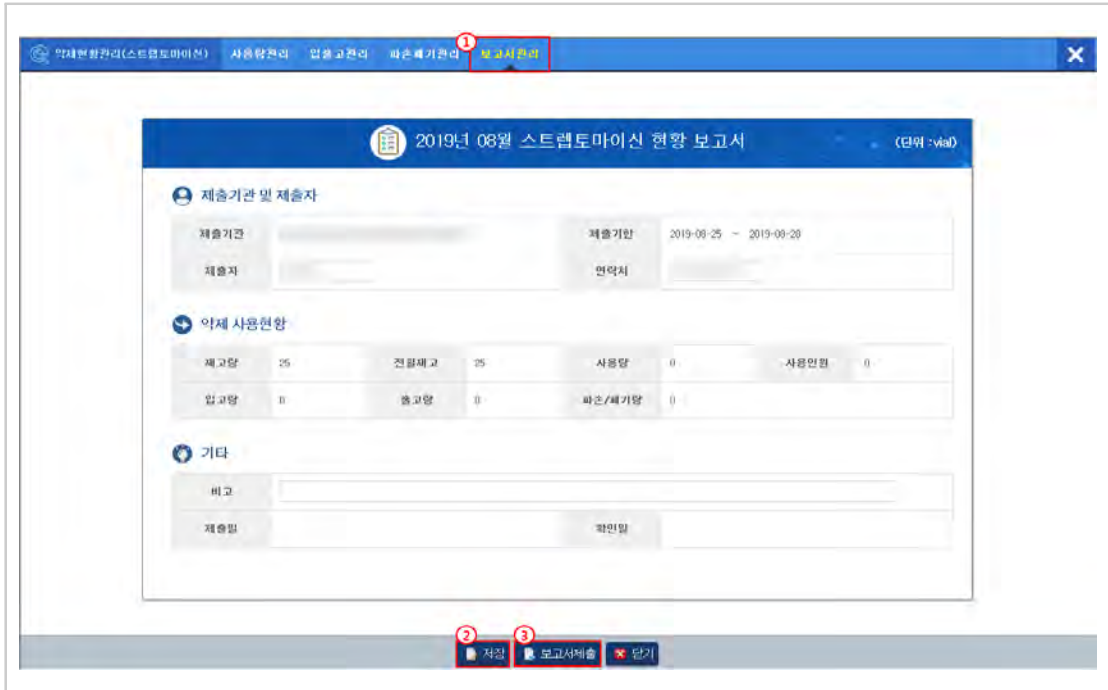 ①
약제현황관리(스트렙토마이신) 사용량관리 입출고관리 파손폐기관리 보고서관리
2019년 08월 스트렙토마이신 현황 보고서 (단위 :vial)
제출기관 및 제출자
제출기관 제출기한 2019-08-25 ~ 2019-08-28
제출자 연락처
약제 사용현황
재고량 25 전월재고 25 사용량 0 사용인원 0
입고량 0 출고량 0 파손/폐기량 0
기타
비고
제출일 확인일
② ③
저장 보고서제출 닫기